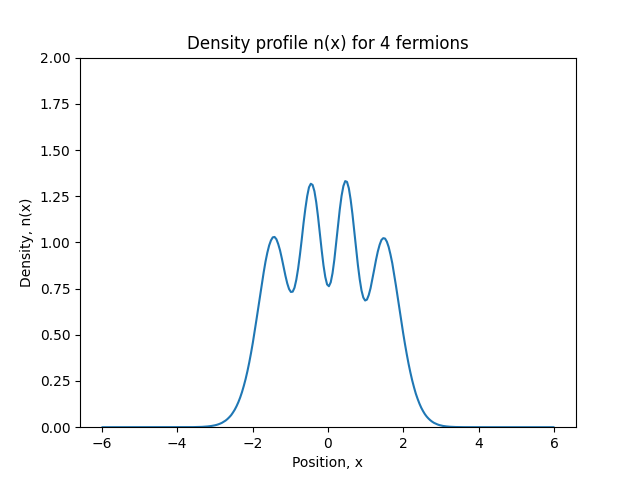 Density profile n(x) for 4 fermions
2.00
1.75
1.50
1.25
1.00
0.75
0.50
0.25
0.00
Density, n(x)
−6 −4 −2 0 2 4 6
Position, x